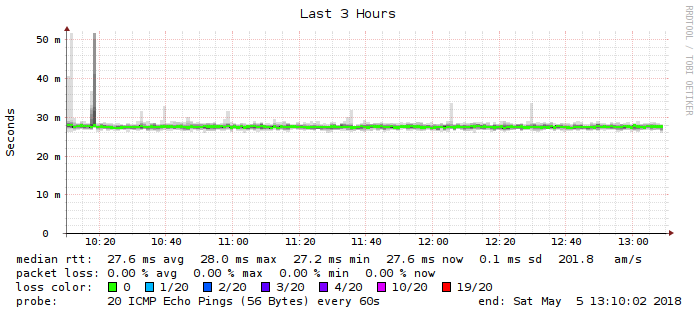 Last 3 Hours
RRDTOOL / TOBI OETIKER
Seconds
50 m
40 m
30 m
20 m
10 m
0
10:20 10:40 11:00 11:20 11:40 12:00 12:20 12:40 13:00
median rtt: 27.6 ms avg 28.0 ms max 27.2 ms min 27.6 ms now 0.1 ms sd 201.8 am/s
packet loss: 0.00 % avg 0.00 % max 0.00 % min 0.00 % now
loss color: 0 1/20 2/20 3/20 4/20 10/20 19/20
probe: 20 ICMP Echo Pings (56 Bytes) every 60s end: Sat May 5 13:10:02 2018